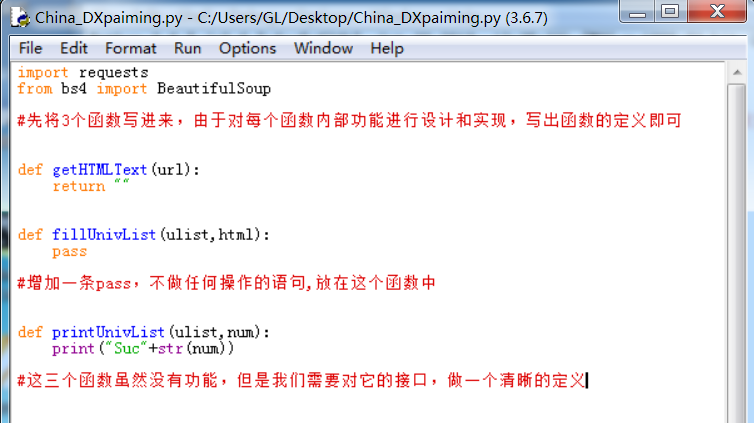 China_DXpaiming.py - C:/Users/GL/Desktop/China_DXpaiming.py (3.6.7)
File Edit Format Run Options Window Help
import requests
from bs4 import BeautifulSoup
#先将3个函数写进来，由于对每个函数内部功能进行设计和实现，写出函数的定义即可
def getHTMLText(url):
    return ""
def fillUnivList(ulist,html):
    pass
#增加一条pass，不做任何操作的语句,放在这个函数中
def printUnivList(ulist,num):
    print("Suc"+str(num))
#这三个函数虽然没有功能，但是我们需要对它的接口，做一个清晰的定义